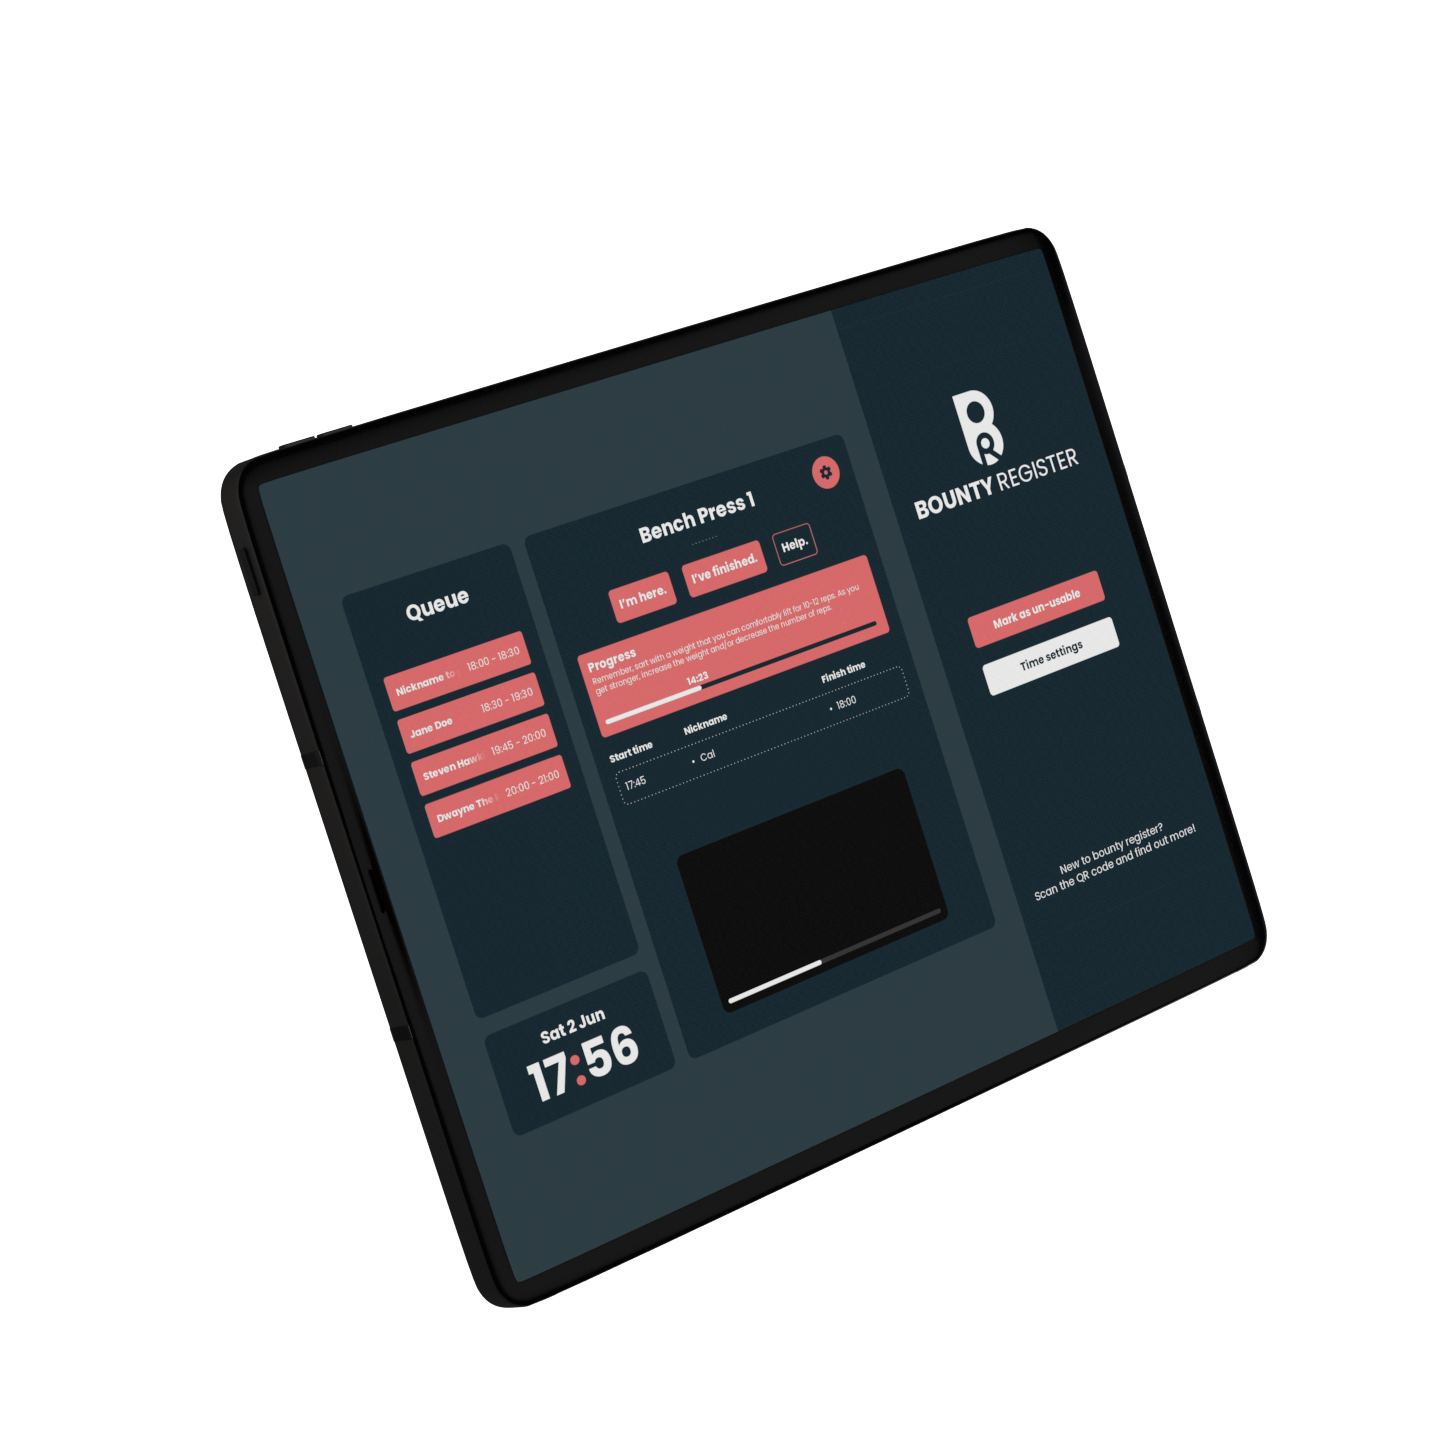 Queue
Nickname to 18:00 - 18:30
Jane Doe 18:30 - 19:30
Steven Hawk 19:45 - 20:00
Dwayne The 20:00 - 21:00
Sat 2 Jun
17:56
Bench Press 1
I'm here. I've finished. Help.
Progress
Remember, sart with a weight that you can comfortably lift for 10-12 reps. As you
get stronger, increase the weight and/or decrease the number of reps.
14:23
Start time Nickname Finish time
17:45 • Cal • 18:00
BR
BOUNTY REGISTER
Mark as un-usable
Time settings
New to bounty register?
Scan the QR code and find out more!